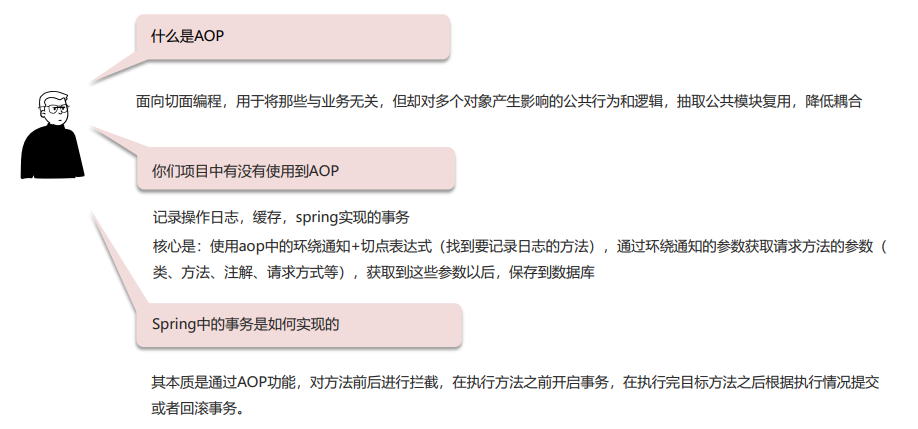 什么是AOP
面向切面编程，用于将那些与业务无关，但却对多个对象产生影响的公共行为和逻辑，抽取公共模块复用，降低耦合
你们项目中有没有使用到AOP
记录操作日志，缓存，spring实现的事务
核心是：使用aop中的环绕通知+切点表达式（找到要记录日志的方法），通过环绕通知的参数获取请求方法的参数（
类、方法、注解、请求方式等），获取到这些参数以后，保存到数据库
Spring中的事务是如何实现的
其本质是通过AOP功能，对方法前后进行拦截，在执行方法之前开启事务，在执行完目标方法之后根据执行情况提交
或者回滚事务。